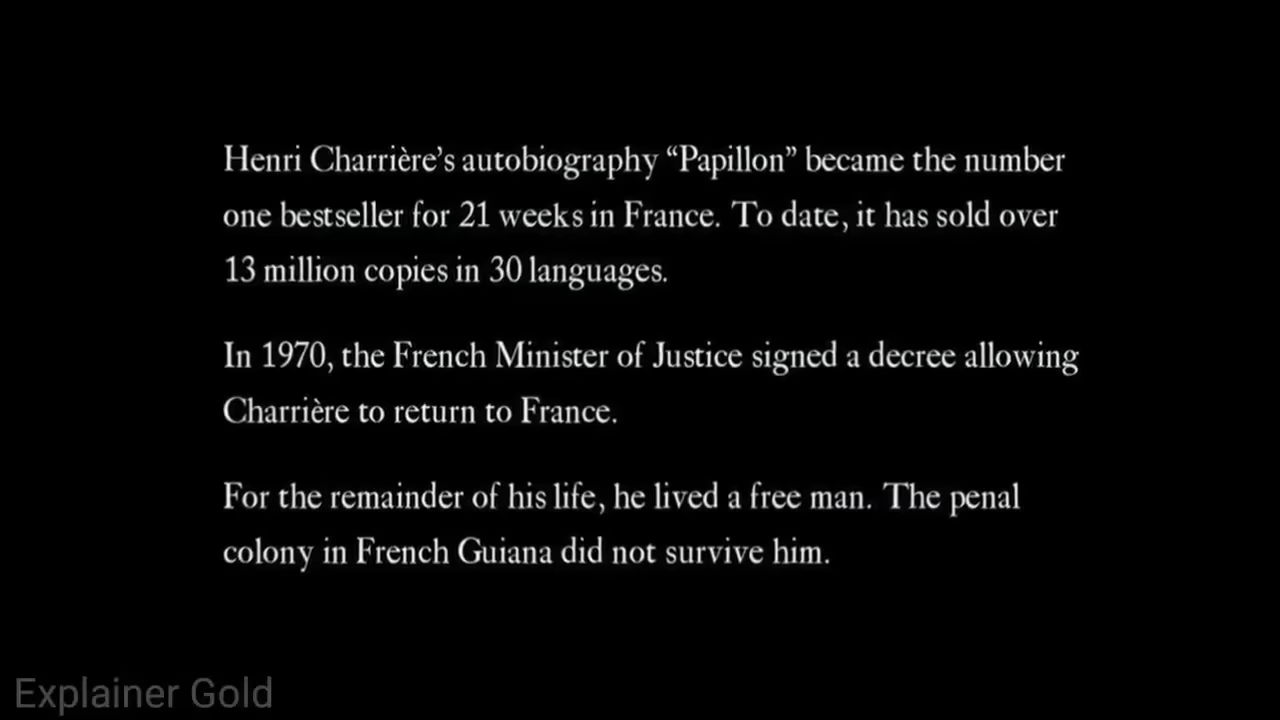 Henri Charrière’s autobiography “Papillon” became the number
one bestseller for 21 weeks in France. To date, it has sold over
13 million copies in 30 languages.
In 1970, the French Minister of Justice signed a decree allowing
Charrière to return to France.
For the remainder of his life, he lived a free man. The penal
colony in French Guiana did not survive him.
Explainer Gold